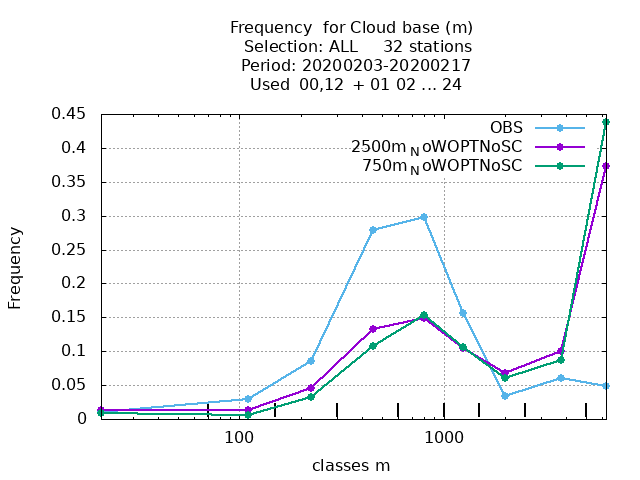 Frequency  for Cloud base (m)
Selection: ALL     32 stations
Period: 20200203-20200217
Used  00,12  + 01 02 ... 24
0.45
0.4
0.35
0.3
0.25
0.2
0.15
0.1
0.05
0
Frequency
OBS
2500mNoWOPTNoSC
750mNoWOPTNoSC
100
1000
classes m